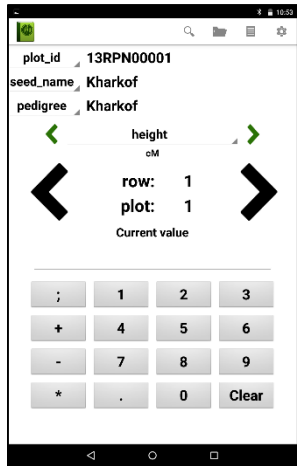 10:53
plot_id 13RPN00001
seed_name Kharkof
pedigree Kharkof
height
cM
row: 1
plot: 1
Current value
; 1 2 3
+ 4 5 6
- 7 8 9
* . 0 Clear